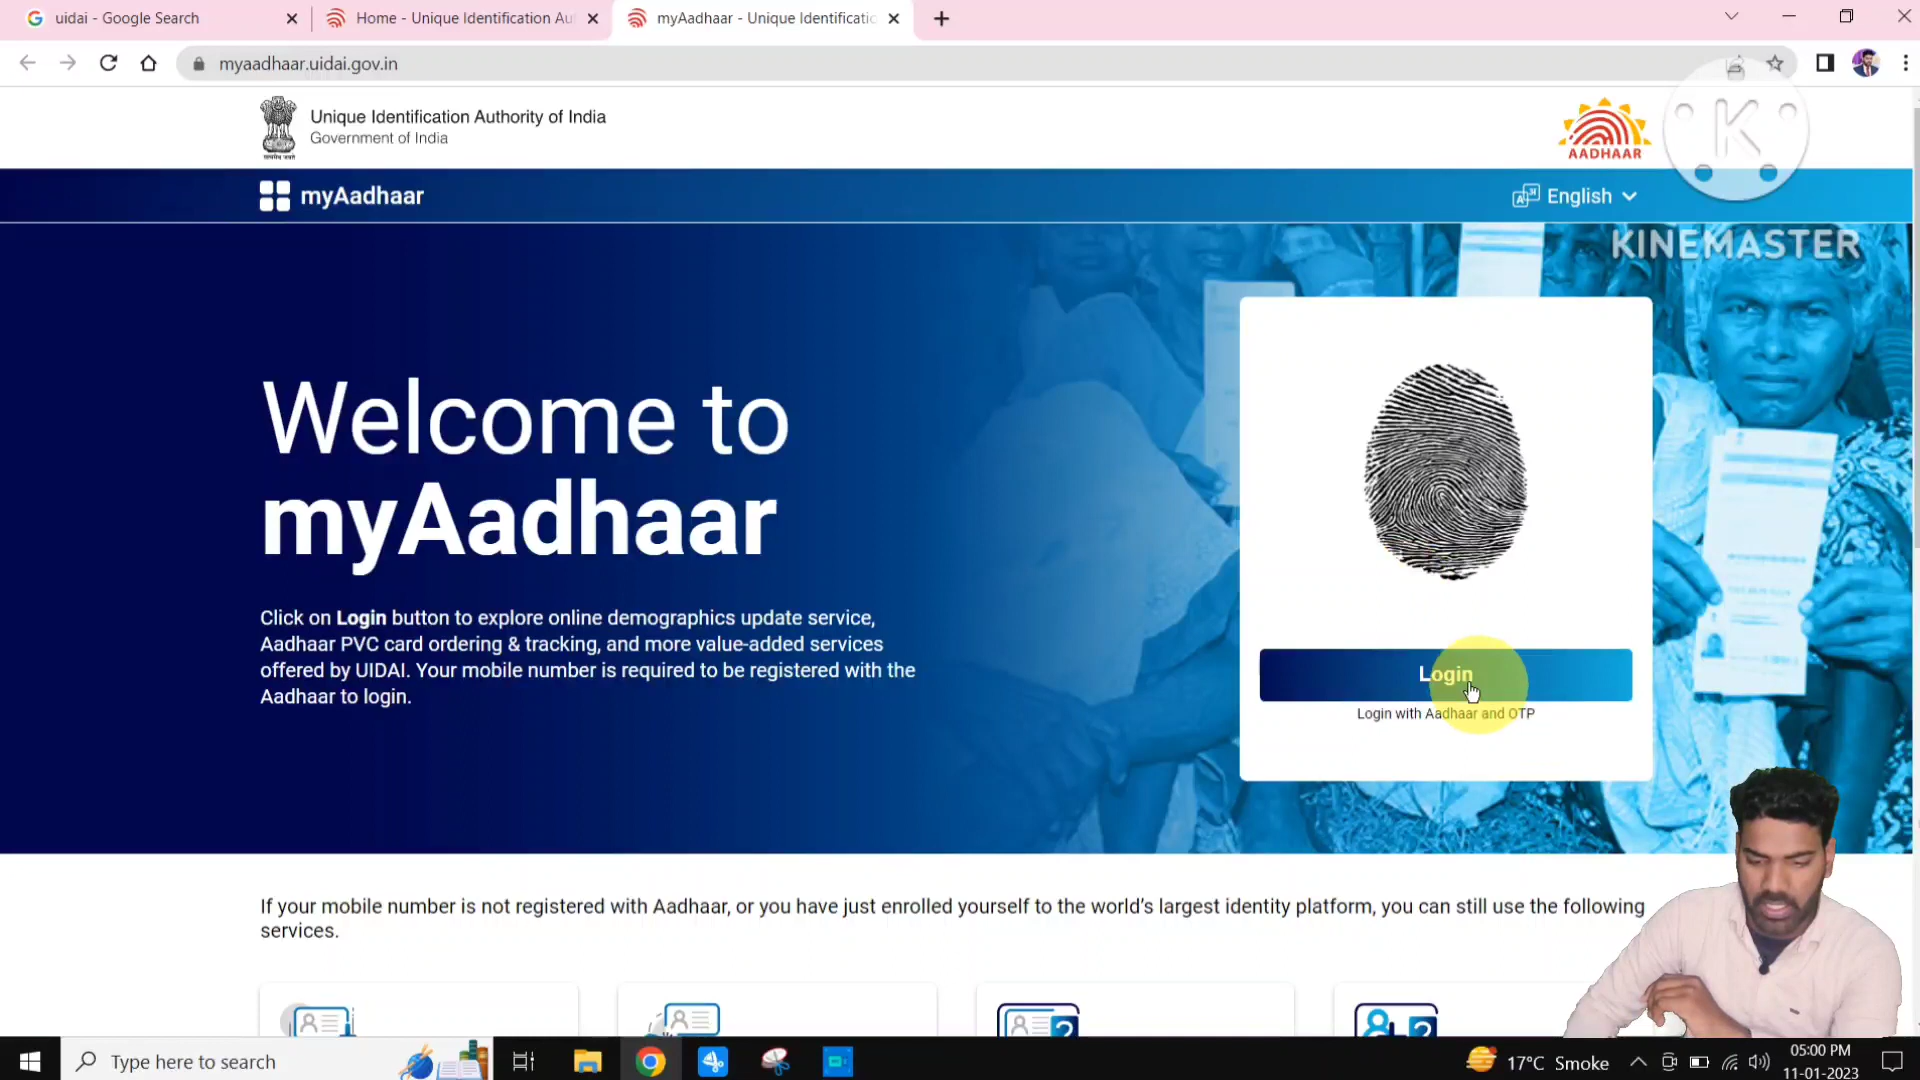 uidai - Google Search
Home - Unique Identification Au
myAadhaar - Unique Identificatio
myaadhaar.uidai.gov.in
Unique Identification Authority of India
Government of India
AADHAAR
K
myAadhaar
English
KINEMASTER
Welcome to
myAadhaar
Click on Login button to explore online demographics update service,
Aadhaar PVC card ordering & tracking, and more value-added services
offered by UIDAI. Your mobile number is required to be registered with the
Aadhaar to login.
Login
Login with Aadhaar and OTP
If your mobile number is not registered with Aadhaar, or you have just enrolled yourself to the world's largest identity platform, you can still use the following
services.
Type here to search
17°C Smoke
05:00 PM
11-01-2023